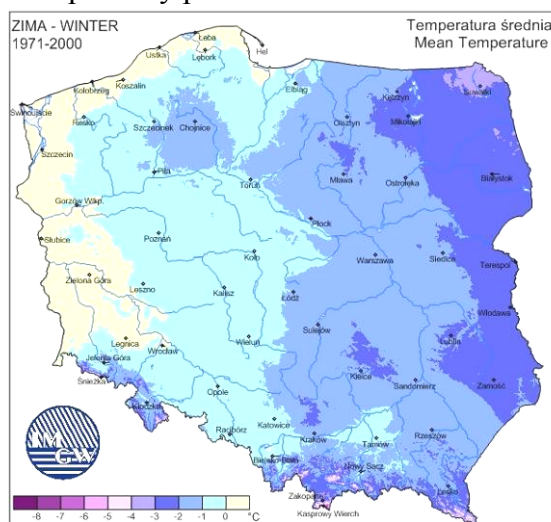 ZIMA - WINTER
1971-2000
Temperatura średnia
Mean Temperature
Łeba
Ustka
Hel
Lębork
Koszalin
Kołobrzeg
Elbląg
Kętrzyn
Suwałki
Świnoujście
Resko
Szczecinek
Chojnice
Olsztyn
Mikołajki
Szczecin
Piła
Toruń
Mława
Ostrołęka
Białystok
Gorzów Wlkp.
Płock
Słubice
Poznań
Koło
Warszawa
Siedlce
Terespol
Zielona Góra
Leszno
Kalisz
Łódź
Włodawa
Legnica
Wrocław
Wieluń
Sulejów
Lublin
Jelenia Góra
Śnieżka
Kielce
Sandomierz
Zamość
Kłodzko
Opole
Katowice
Racibórz
Kraków
Tarnów
Rzeszów
Bielsko-Biała
Nowy Sącz
Lesko
Zakopane
Kasprowy Wierch
IM
GW
-8 -7 -6 -5 -4 -3 -2 -1 0 °C